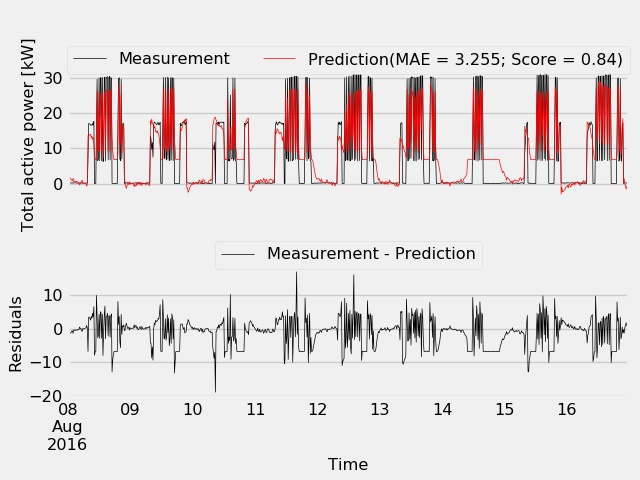 Measurement
Prediction(MAE = 3.255; Score = 0.84)
Total active power [kW]
30
20
10
0
Measurement - Prediction
Residuals
10
0
−10
−20
08 09 10 11 12 13 14 15 16
Aug
2016
Time